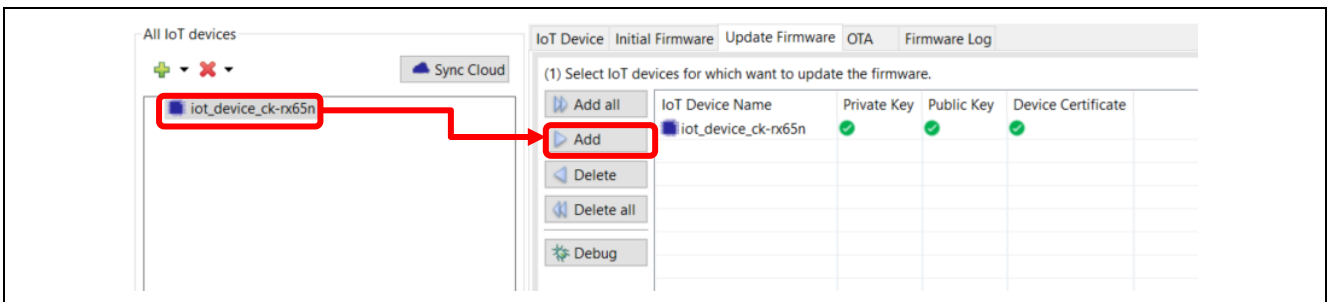 All IoT devices
Sync Cloud
iot_device_ck-rx65n
IoT Device Initial Firmware Update Firmware OTA Firmware Log
(1) Select IoT devices for which want to update the firmware.
Add all
Add
Delete
Delete all
Debug
IoT Device Name Private Key Public Key Device Certificate
iot_device_ck-rx65n